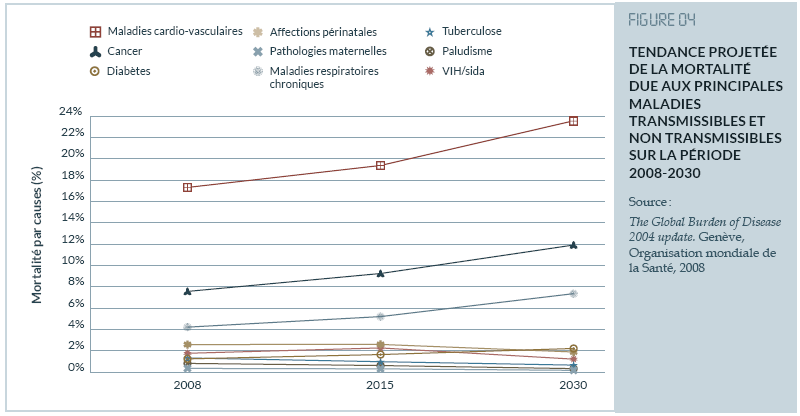 Maladies cardio-vasculaires
Cancer
Diabètes
Affections périnatales
Pathologies maternelles
Maladies respiratoires
chroniques
Tuberculose
Paludisme
VIH/sida
Mortalité par causes (%)
24%
22%
20%
18%
16%
14%
12%
10%
8%
6%
4%
2%
0%
2008
2015
2030
FIGURE 04
TENDANCE PROJETÉE
DE LA MORTALITÉ
DUE AUX PRINCIPALES
MALADIES
TRANSMISSIBLES ET
NON TRANSMISSIBLES
SUR LA PÉRIODE
2008-2030
Source :
The Global Burden of Disease
2004 update. Genève,
Organisation mondiale de
la Santé, 2008